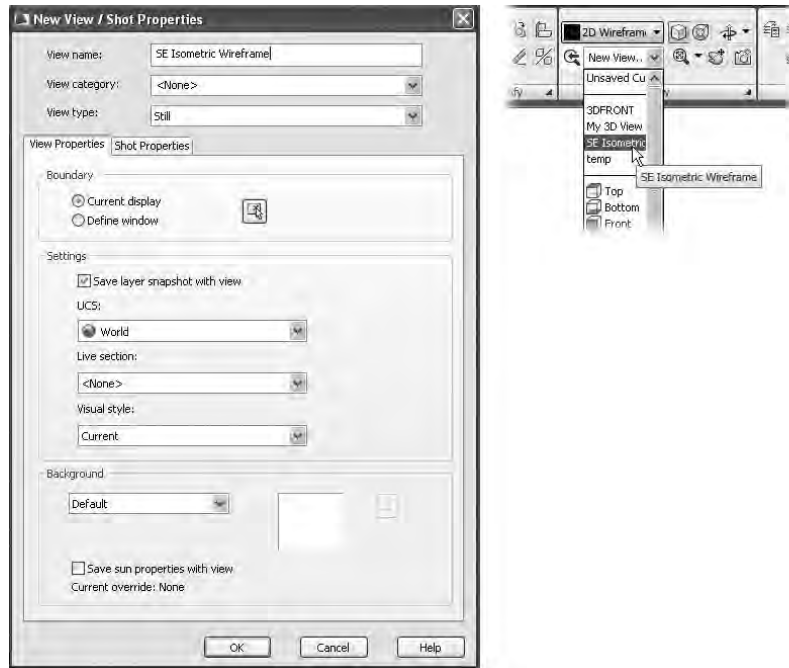 New View / Shot Properties
View name:
SE Isometric Wireframe
View category:
<None>
View type:
Still
View Properties
Shot Properties
Boundary
Current display
Define window
Settings
Save layer snapshot with view
UCS:
World
Live section:
<None>
Visual style:
Current
Background
Default
Save sun properties with view
Current override: None
OK
Cancel
Help
2D Wirefram
New View..
Unsaved Cu
3DFRONT
My 3D View
SE Isometric
temp
SE Isometric Wireframe
Top
Bottom
Front